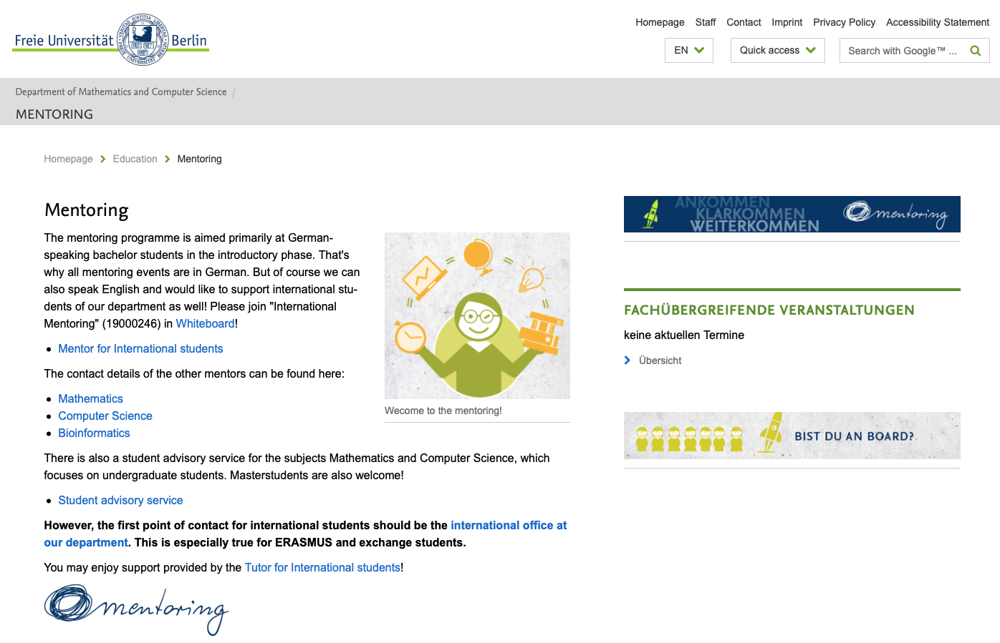 Homepage Staff Contact Imprint Privacy Policy Accessibility Statement
Freie Universität Berlin
EN Quick access Search with Google™ ...
Department of Mathematics and Computer Science /
MENTORING
Homepage Education Mentoring
Mentoring
The mentoring programme is aimed primarily at German-
speaking bachelor students in the introductory phase. That's
why all mentoring events are in German. But of course we can
also speak English and would like to support international stu-
dents of our department as well! Please join "International
Mentoring" (19000246) in Whiteboard!
Mentor for International students
The contact details of the other mentors can be found here:
Mathematics
Computer Science
Bioinformatics
Wecome to the mentoring!
There is also a student advisory service for the subjects Mathematics and Computer Science, which
focuses on undergraduate students. Masterstudents are also welcome!
Student advisory service
However, the first point of contact for international students should be the international office at
our department. This is especially true for ERASMUS and exchange students.
You may enjoy support provided by the Tutor for International students!
mentoring
ANKOMMEN
KLARKOMMEN
WEITERKOMMEN
mentoring
FACHÜBERGREIFENDE VERANSTALTUNGEN
keine aktuellen Termine
Übersicht
BIST DU AN BOARD?